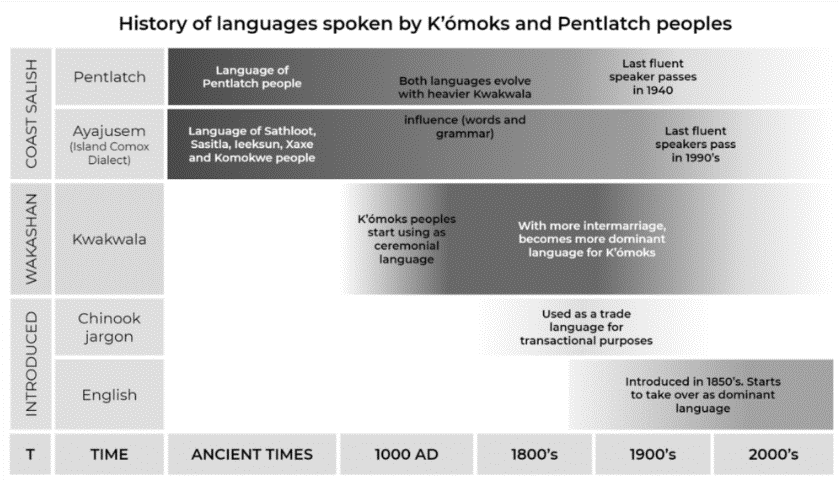 History of languages spoken by K'ómoks and Pentlatch peoples
COAST SALISH
Pentlatch
Language of
Pentlatch people
Both languages evolve
with heavier Kwakwala
influence (words and
grammar)
Last fluent
speaker passes
in 1940
Ayajusem
(Island Comox
Dialect)
Language of Sathloot,
Sasitla, Ieeksun, Xaxe
and Komokwe people
Last fluent
speakers pass
in 1990's
WAKASHAN
Kwakwala
K'ómoks peoples
start using as
ceremonial
language
With more intermarriage,
becomes more dominant
language for K'ómoks
INTRODUCED
Chinook
jargon
Used as a trade
language for
transactional purposes
English
Introduced in 1850's. Starts
to take over as dominant
language
T
TIME
ANCIENT TIMES
1000 AD
1800's
1900's
2000's